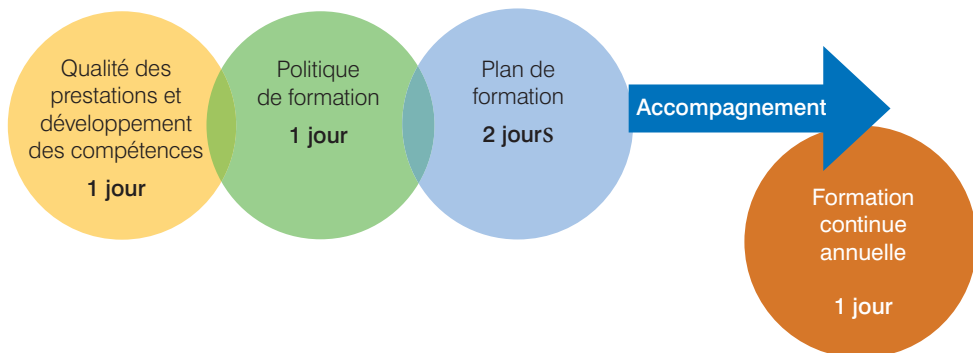 Qualité des
prestations et
développement
des compétences
1 jour
Politique
de formation
1 jour
Plan de
formation
2 jours
Accompagnement
Formation
continue
annuelle
1 jour